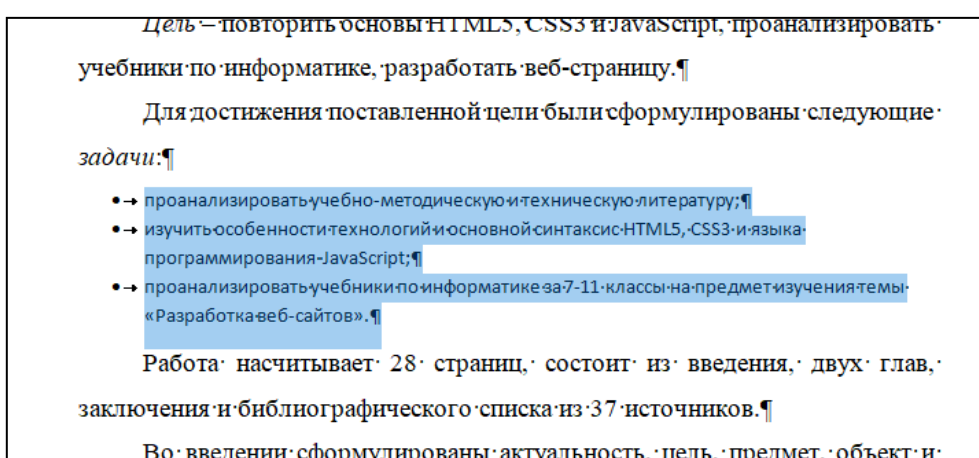 Цель – повторить основы HTML5, CSS3 и JavaScript, проанализировать
учебники по информатике, разработать веб-страницу.¶
Для достижения поставленной цели были сформулированы следующие
задачи:¶
•→ проанализировать учебно-методическую и техническую литературу;¶
•→ изучить особенности технологий и основной синтаксис HTML5, CSS3 и языка
программирования JavaScript;¶
•→ проанализировать учебники по информатике за 7-11 классы на предмет изучения темы
«Разработка веб-сайтов».¶
Работа насчитывает 28 страниц, состоит из введения, двух глав,
заключения и библиографического списка из 37 источников.¶
Во введении сформулированы актуальность, цель, предмет, объект и